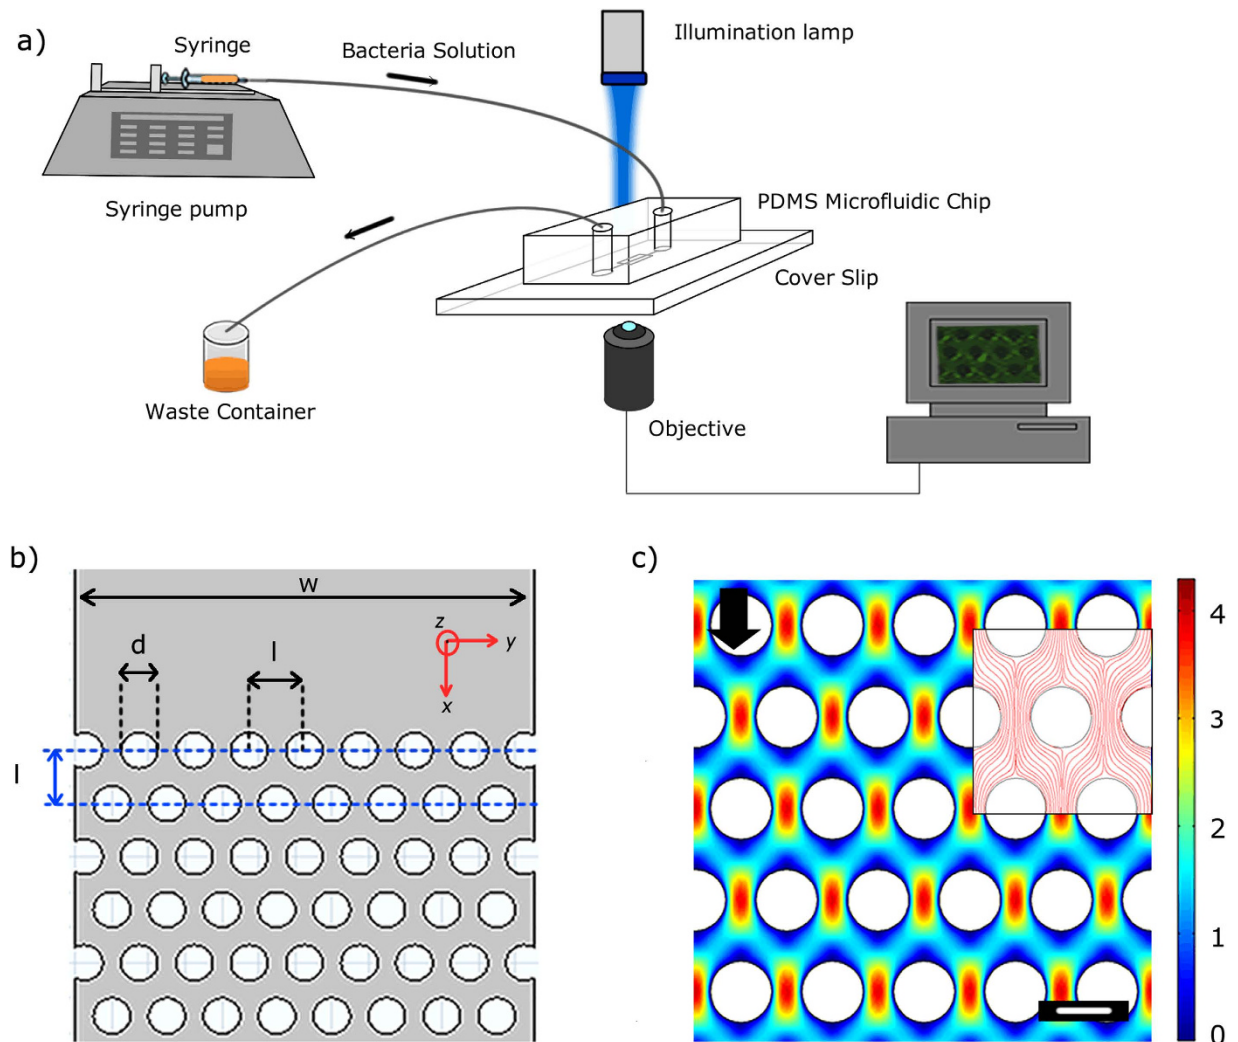 a)
Syringe
Bacteria Solution
Illumination lamp
Syringe pump
PDMS Microfluidic Chip
Cover Slip
Waste Container
Objective
b)
w
d
l
z
y
x
l
c)
4
3
2
1
0